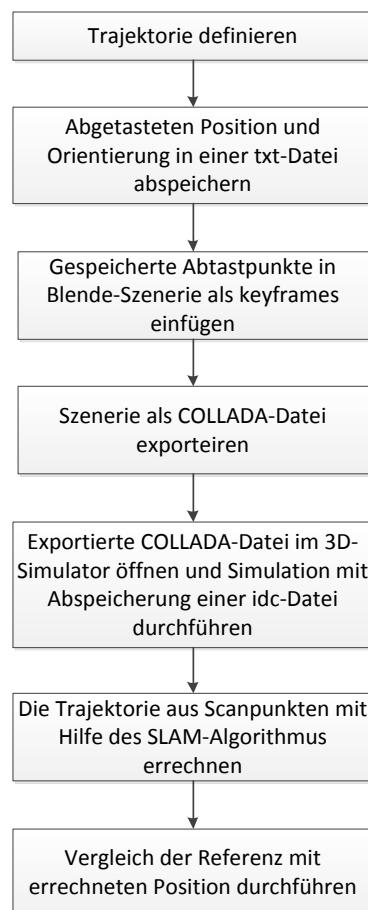 Trajektorie definieren
Abgetasteten Position und
Orientierung in einer txt-Datei
abspeichern
Gespeicherte Abtastpunkte in
Blende-Szenerie als keyframes
einfügen
Szenerie als COLLADA-Datei
exporteiren
Exportierte COLLADA-Datei im 3D-
Simulator öffnen und Simulation mit
Abspeicherung einer idc-Datei
durchführen
Die Trajektorie aus Scanpunkten mit
Hilfe des SLAM-Algorithmus
errechnen
Vergleich der Referenz mit
errechneten Position durchführen